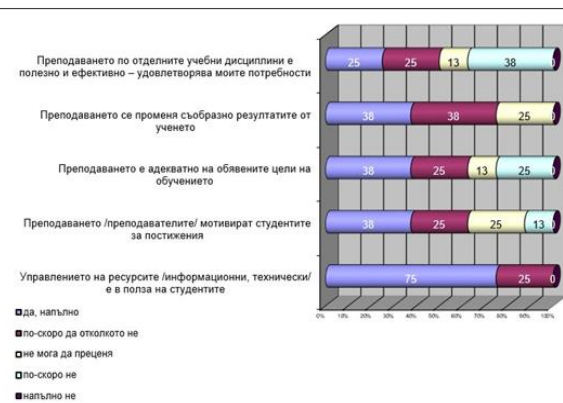 Преподаването по отделните учебни дисциплини е
полезно и ефективно – удовлетворява моите потребности
25 25 13 38 0
Преподаването се променя съобразно резултатите от
ученето
38 38 25 0
Преподаването е адекватно на обявените цели на
обучението
38 25 13 25 0
Преподаването /преподавателите/ мотивират студентите
за постижения
38 25 25 13 0
Управлението на ресурсите /информационни, технически/
е в полза на студентите
75 25 0
0% 10% 20% 30% 40% 50% 60% 70% 80% 90% 100%
да, напълно
по-скоро да отколкото не
не мога да преценя
по-скоро не
напълно не